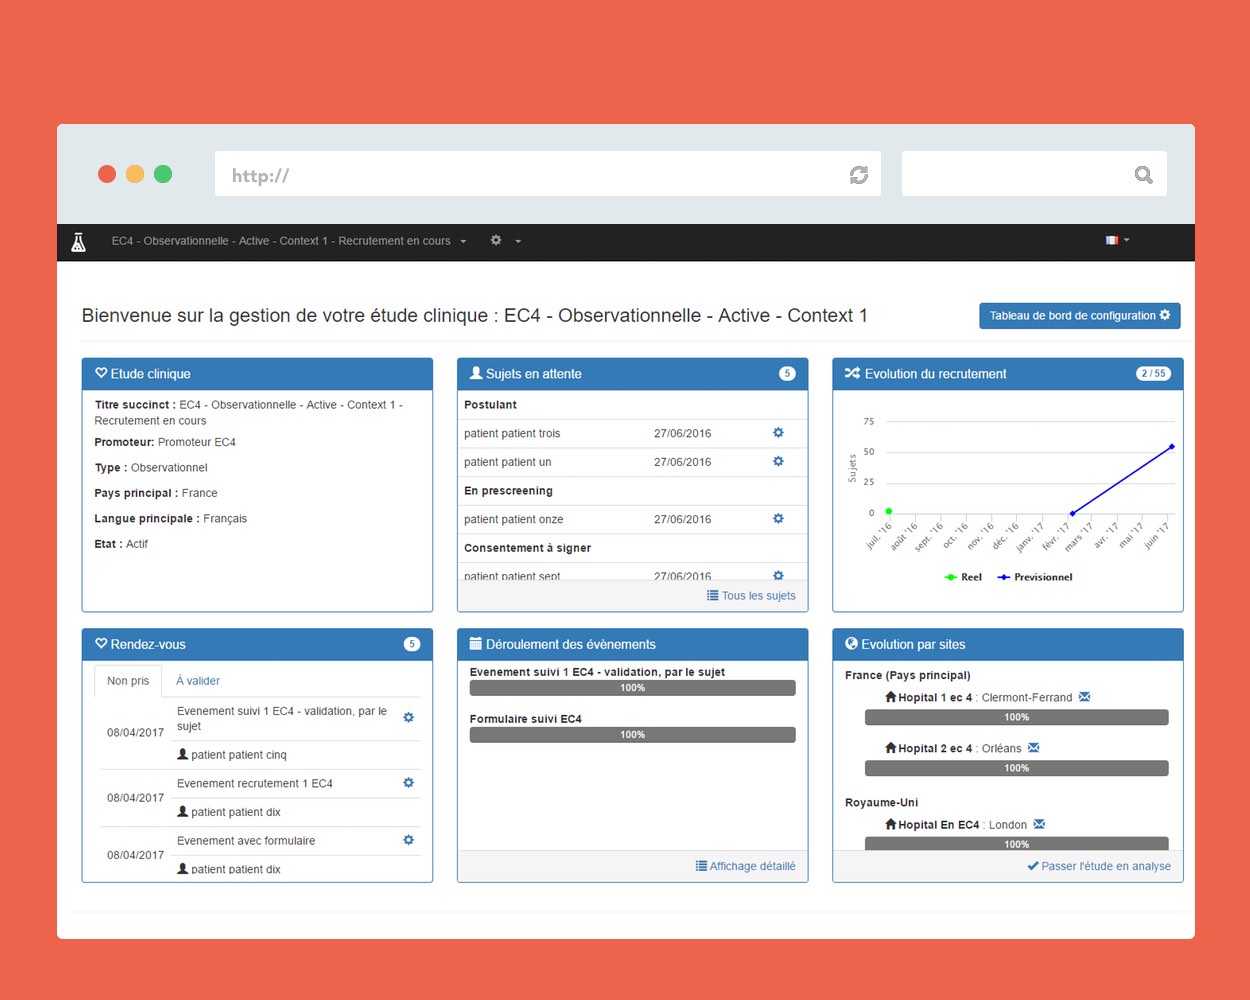 http://
EC4 - Observationnelle - Active - Context 1 - Recrutement en cours
Bienvenue sur la gestion de votre étude clinique : EC4 - Observationnelle - Active - Context 1
Tableau de bord de configuration
Etude clinique
Titre succinct : EC4 - Observationnelle - Active - Context 1 -
Recrutement en cours
Promoteur: Promoteur EC4
Type : Observationnel
Pays principal : France
Langue principale : Français
Etat : Actif
Sujets en attente 5
Postulant
patient patient trois 27/06/2016
patient patient un 27/06/2016
En prescreening
patient patient onze 27/06/2016
Consentement à signer
patient patient sept 27/06/2016
Tous les sujets
Evolution du recrutement 2 / 55
75
50
25
0
Sujets
juil. '16
août '16
sept. '16
oct. '16
nov. '16
déc. '16
janv. '17
févr. '17
mars '17
avr. '17
mai '17
juin '17
Reel Previsionnel
Rendez-vous 5
Non pris À valider
08/04/2017
Evenement suivi 1 EC4 - validation, par le
sujet
patient patient cinq
08/04/2017
Evenement recrutement 1 EC4
patient patient dix
08/04/2017
Evenement avec formulaire
patient patient dix
Déroulement des évènements
Evenement suivi 1 EC4 - validation, par le sujet
100%
Formulaire suivi EC4
100%
Affichage détaillé
Evolution par sites
France (Pays principal)
Hopital 1 ec 4 : Clermont-Ferrand
100%
Hopital 2 ec 4 : Orléans
100%
Royaume-Uni
Hopital En EC4 : London
100%
Passer l'étude en analyse